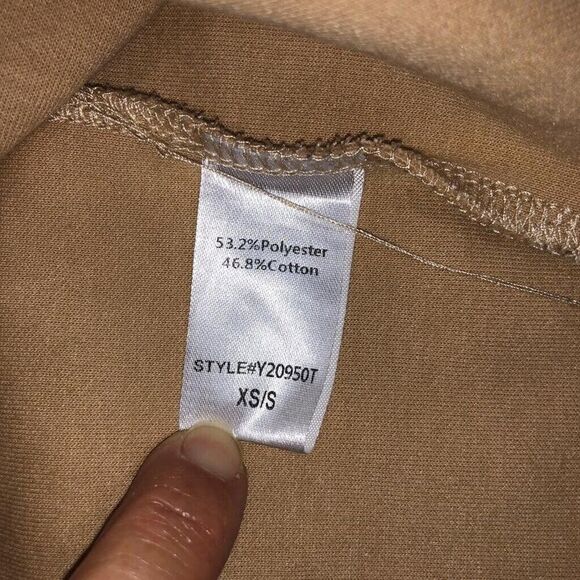 53.2%Polyester
46.8%Cotton
STYLE#Y20950T
XS/S